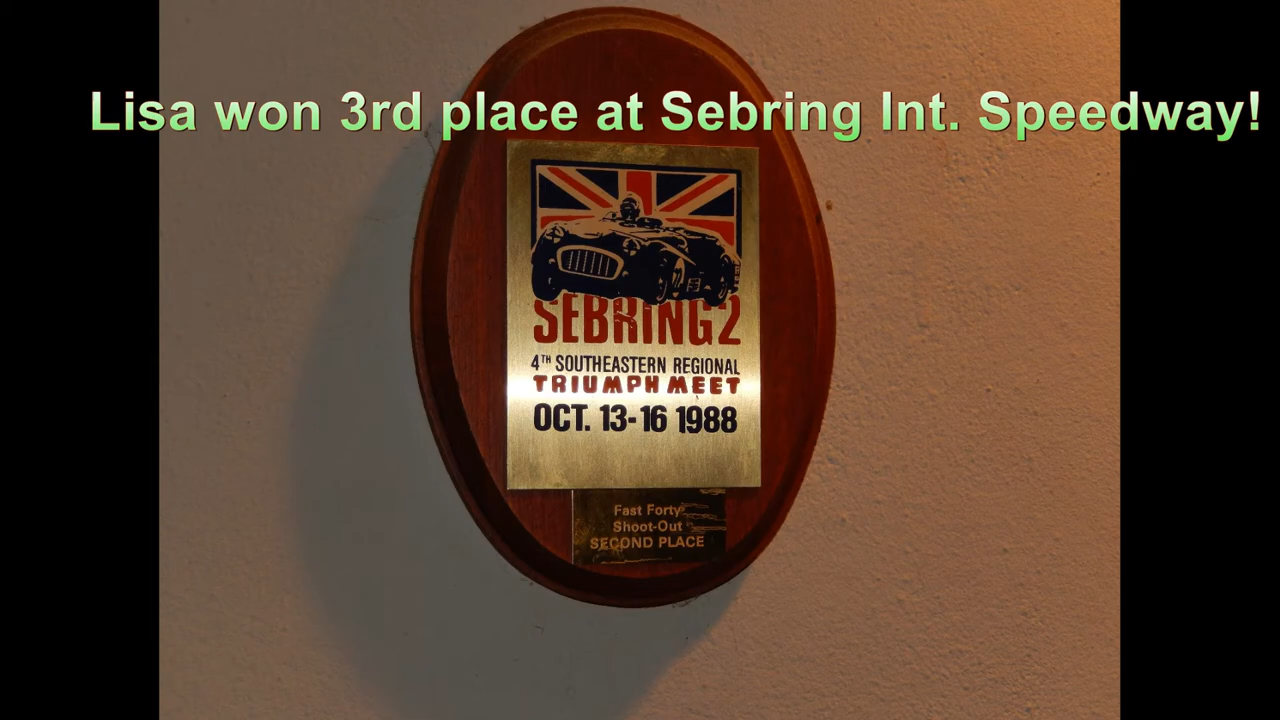 Lisa won 3rd place at Sebring Int. Speedway!
SEBRING 2
4TH SOUTHEASTERN REGIONAL
TRIUMPH MEET
OCT. 13-16 1988
Fast Forty
Shoot-Out
SECOND PLACE